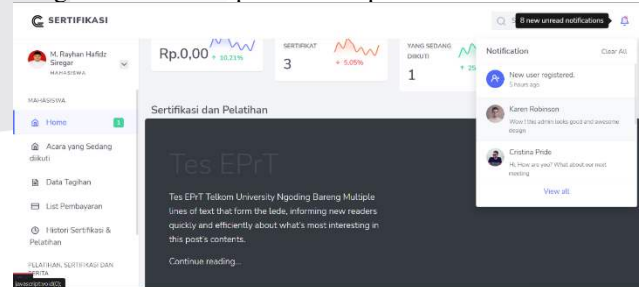 SERTIFIKASI
8 new unread notifications
M. Rayhan Hafidz
Siregar
MAHASISWA
Rp.0,00 + 10,21%
SERTIFIKAT
3 + 5.05%
YANG SEDANG
DIIKUTI
1
Notification Clear All
New user registered.
5 hours ago
Karen Robinson
Wow ! this admin looks good and awesome
design
Cristina Pride
Hi, How are you? What about our next
meeting
View all
MAHASISWA
Home 1
Acara yang Sedang
diikuti
Data Tagihan
List Pembayaran
Histori Sertifikasi &
Pelatihan
PELATIHAN, SERTIFIKASI DAN
BERITA
javascript:void(0);
Sertifikasi dan Pelatihan
Tes EPrT
Tes EPrT Telkom University Ngoding Bareng Multiple
lines of text that form the lede, informing new readers
quickly and efficiently about what's most interesting in
this post's contents.
Continue reading...